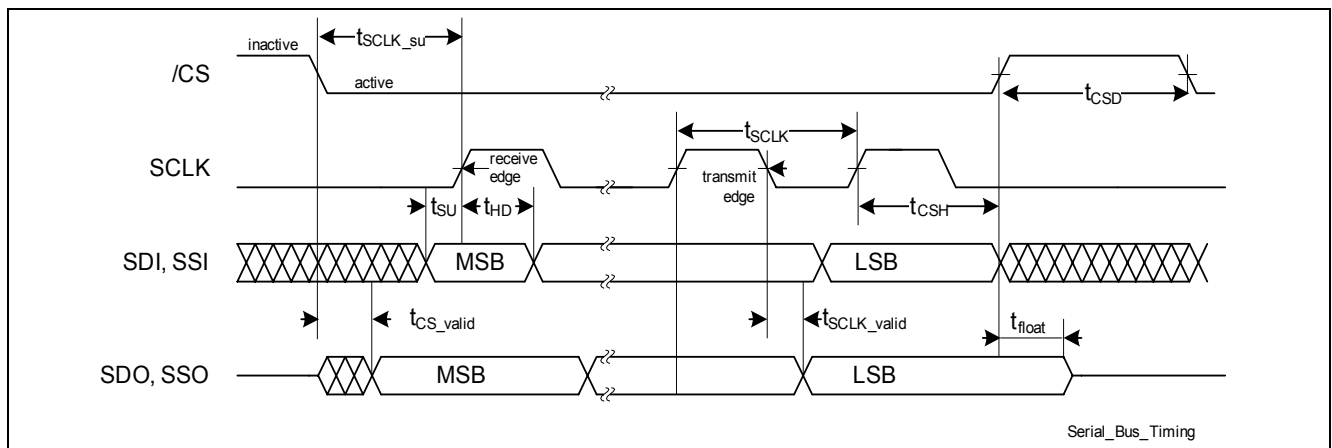 inactive
tSCLK_su
/CS
active
tCSD
tSCLK
SCLK
receive
edge
transmit
edge
tSU
tHD
tCSH
SDI, SSI
MSB
LSB
tCS_valid
tSCLK_valid
tfloat
SDO, SSO
MSB
LSB
Serial_Bus_Timing